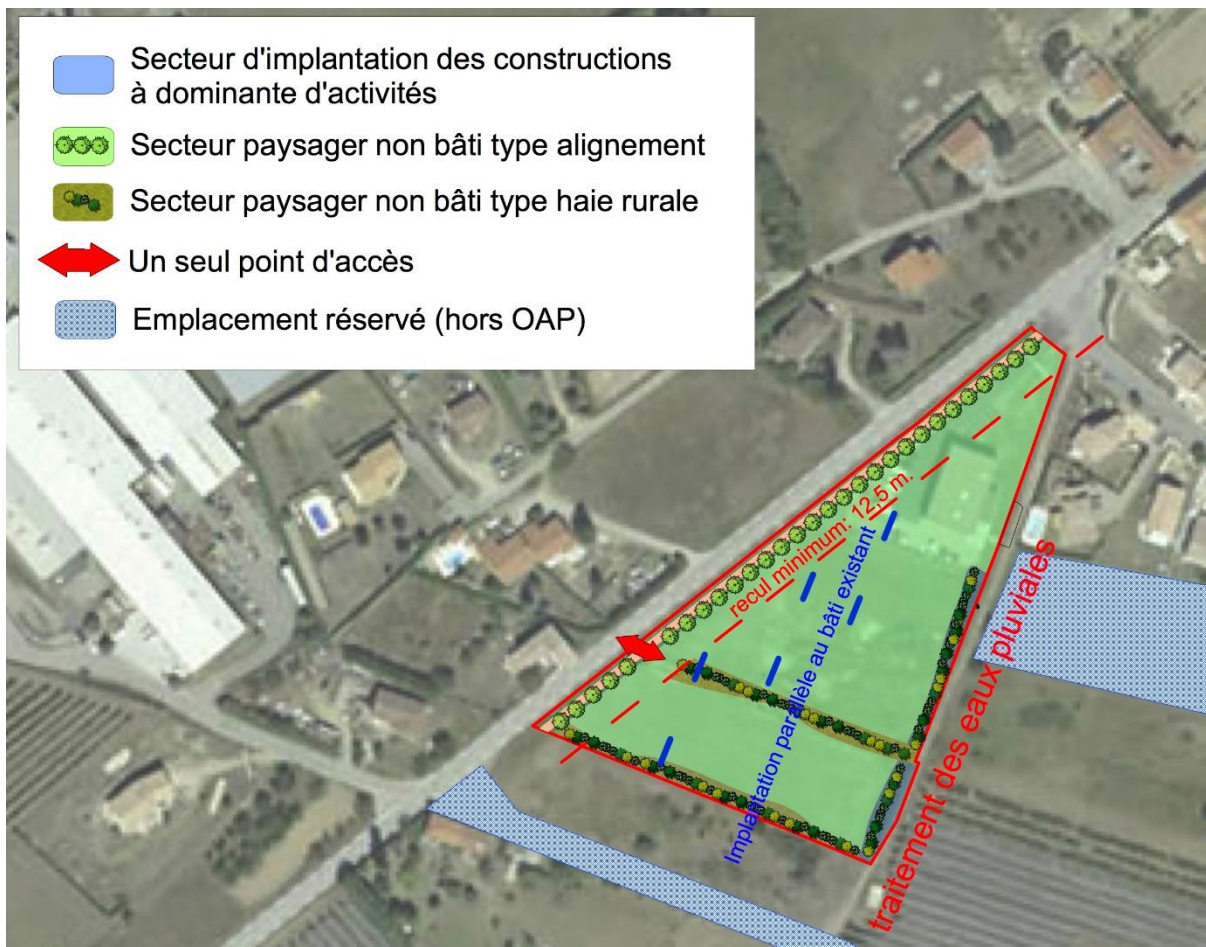 Secteur d'implantation des constructions
à dominante d'activités
Secteur paysager non bâti type alignement
Secteur paysager non bâti type haie rurale
Un seul point d'accès
Emplacement réservé (hors OAP)
recul minimum: 12,5 m.
Implantation parallèle au bâti existant
traitement des eaux pluviales